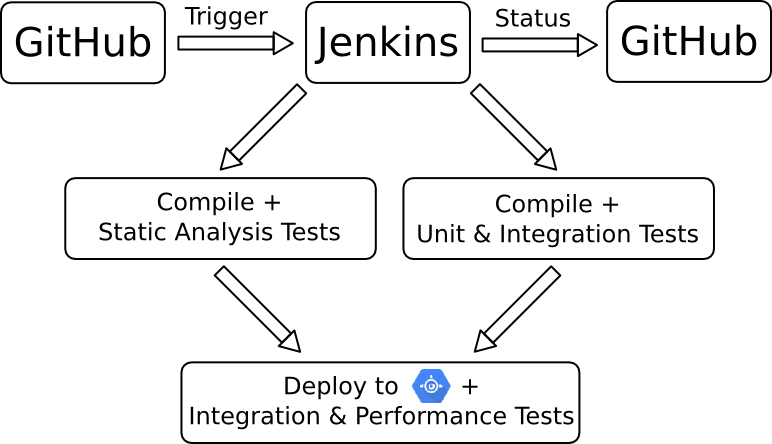 Trigger
Status
GitHub
Jenkins
GitHub
Compile +
Static Analysis Tests
Compile +
Unit & Integration Tests
Deploy to +
Integration & Performance Tests